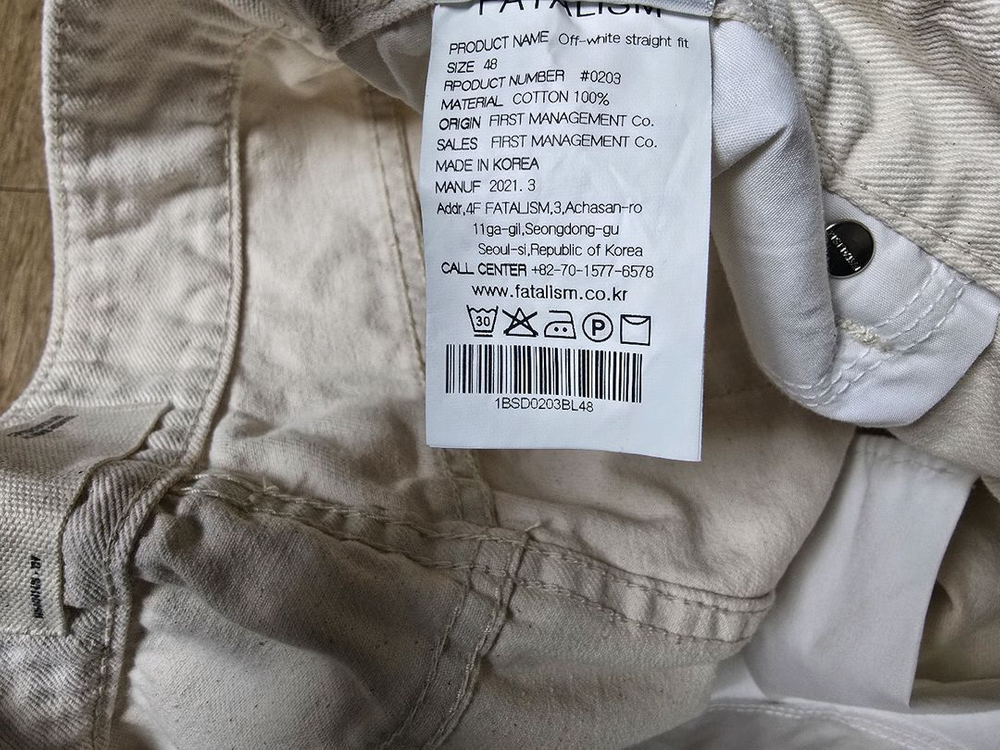 FATALISM
PRODUCT NAME Off-white straight fit
SIZE 48
RPODUCT NUMBER #0203
MATERIAL COTTON 100%
ORIGIN FIRST MANAGEMENT Co.
SALES FIRST MANAGEMENT Co.
MADE IN KOREA
MANUF 2021. 3
Addr,4F FATALISM,3,Achasan-ro
11ga-gil,Seongdong-gu
Seoul-si,Republic of Korea
CALL CENTER +82-70-1577-6578
www.fatalism.co.kr
30
P
1BSD0203BL48